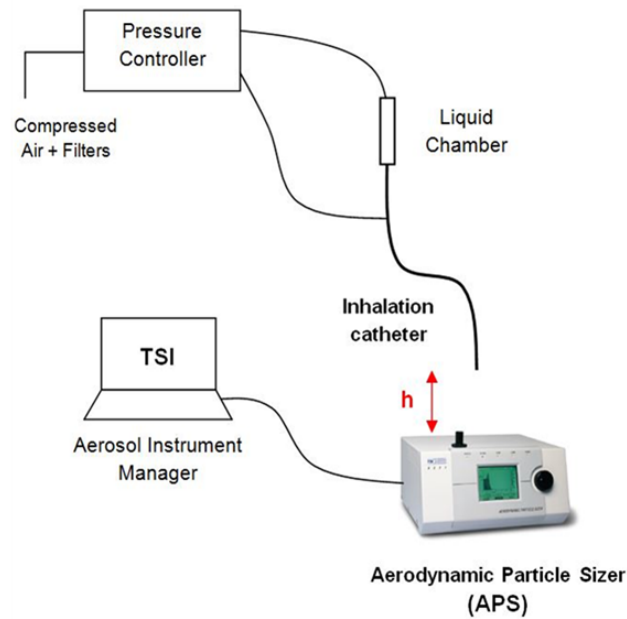 Pressure
Controller
Compressed
Air + Filters
Liquid
Chamber
Inhalation
catheter
h
TSI
Aerosol Instrument
Manager
Aerodynamic Particle Sizer
(APS)